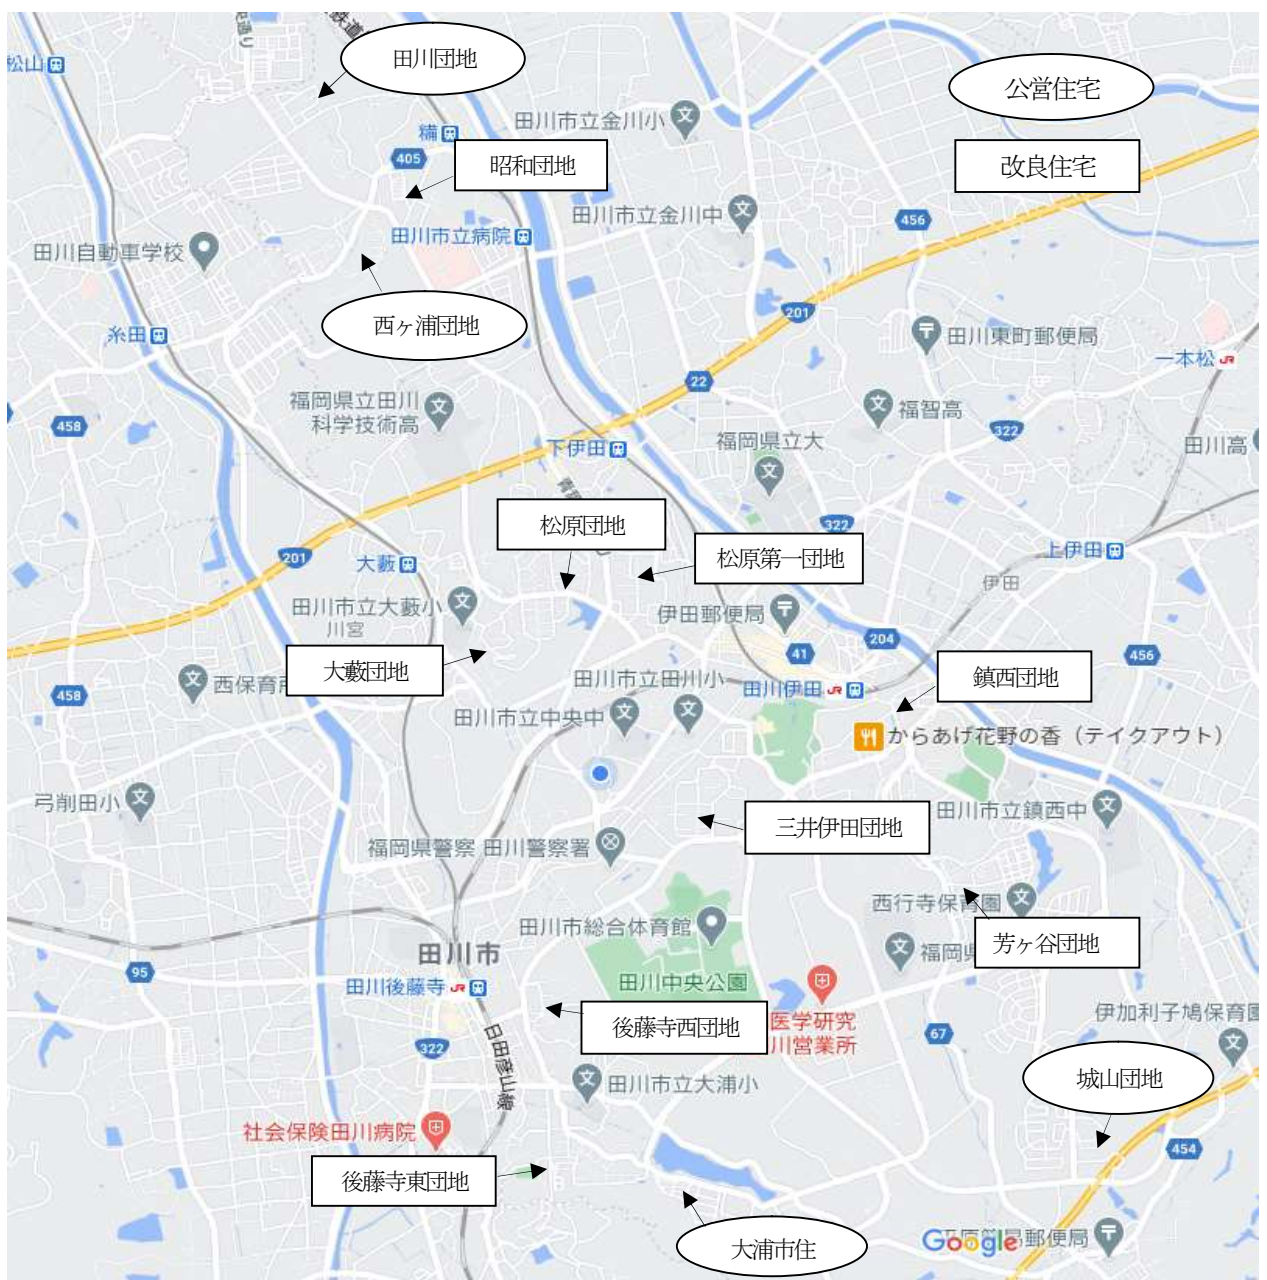 田川団地
公営住宅
松山
田川市立金川小
糒
405
昭和団地
改良住宅
田川市立金川中
456
田川市立病院
田川自動車学校
西ヶ浦団地
201
田川東町郵便局
糸田
一本松
JR
22
福岡県立田川
科学技術高
福智高
458
322
福岡県立大
田川高
下伊田
松原団地
322
松原第一団地
上伊田
201
大藪
伊田
田川市立大藪小
川宮
伊田郵便局
204
41
456
大藪団地
鎮西団地
458
西保育所
田川市立田川小
田川伊田
JR
田川市立中央中
からあげ花野の香（テイクアウト）
弓削田小
三井伊田団地
田川市立鎮西中
福岡県警察 田川警察署
西行寺保育園
田川市総合体育館
芳ヶ谷団地
田川市
福岡県
95
田川後藤寺
JR
田川中央公園
後藤寺西団地
医学研究
川営業所
伊加利子鳩保育園
67
322
日田彦山線
城山団地
田川市立大浦小
社会保険田川病院
454
後藤寺東団地
大浦市住
Google
郵便局